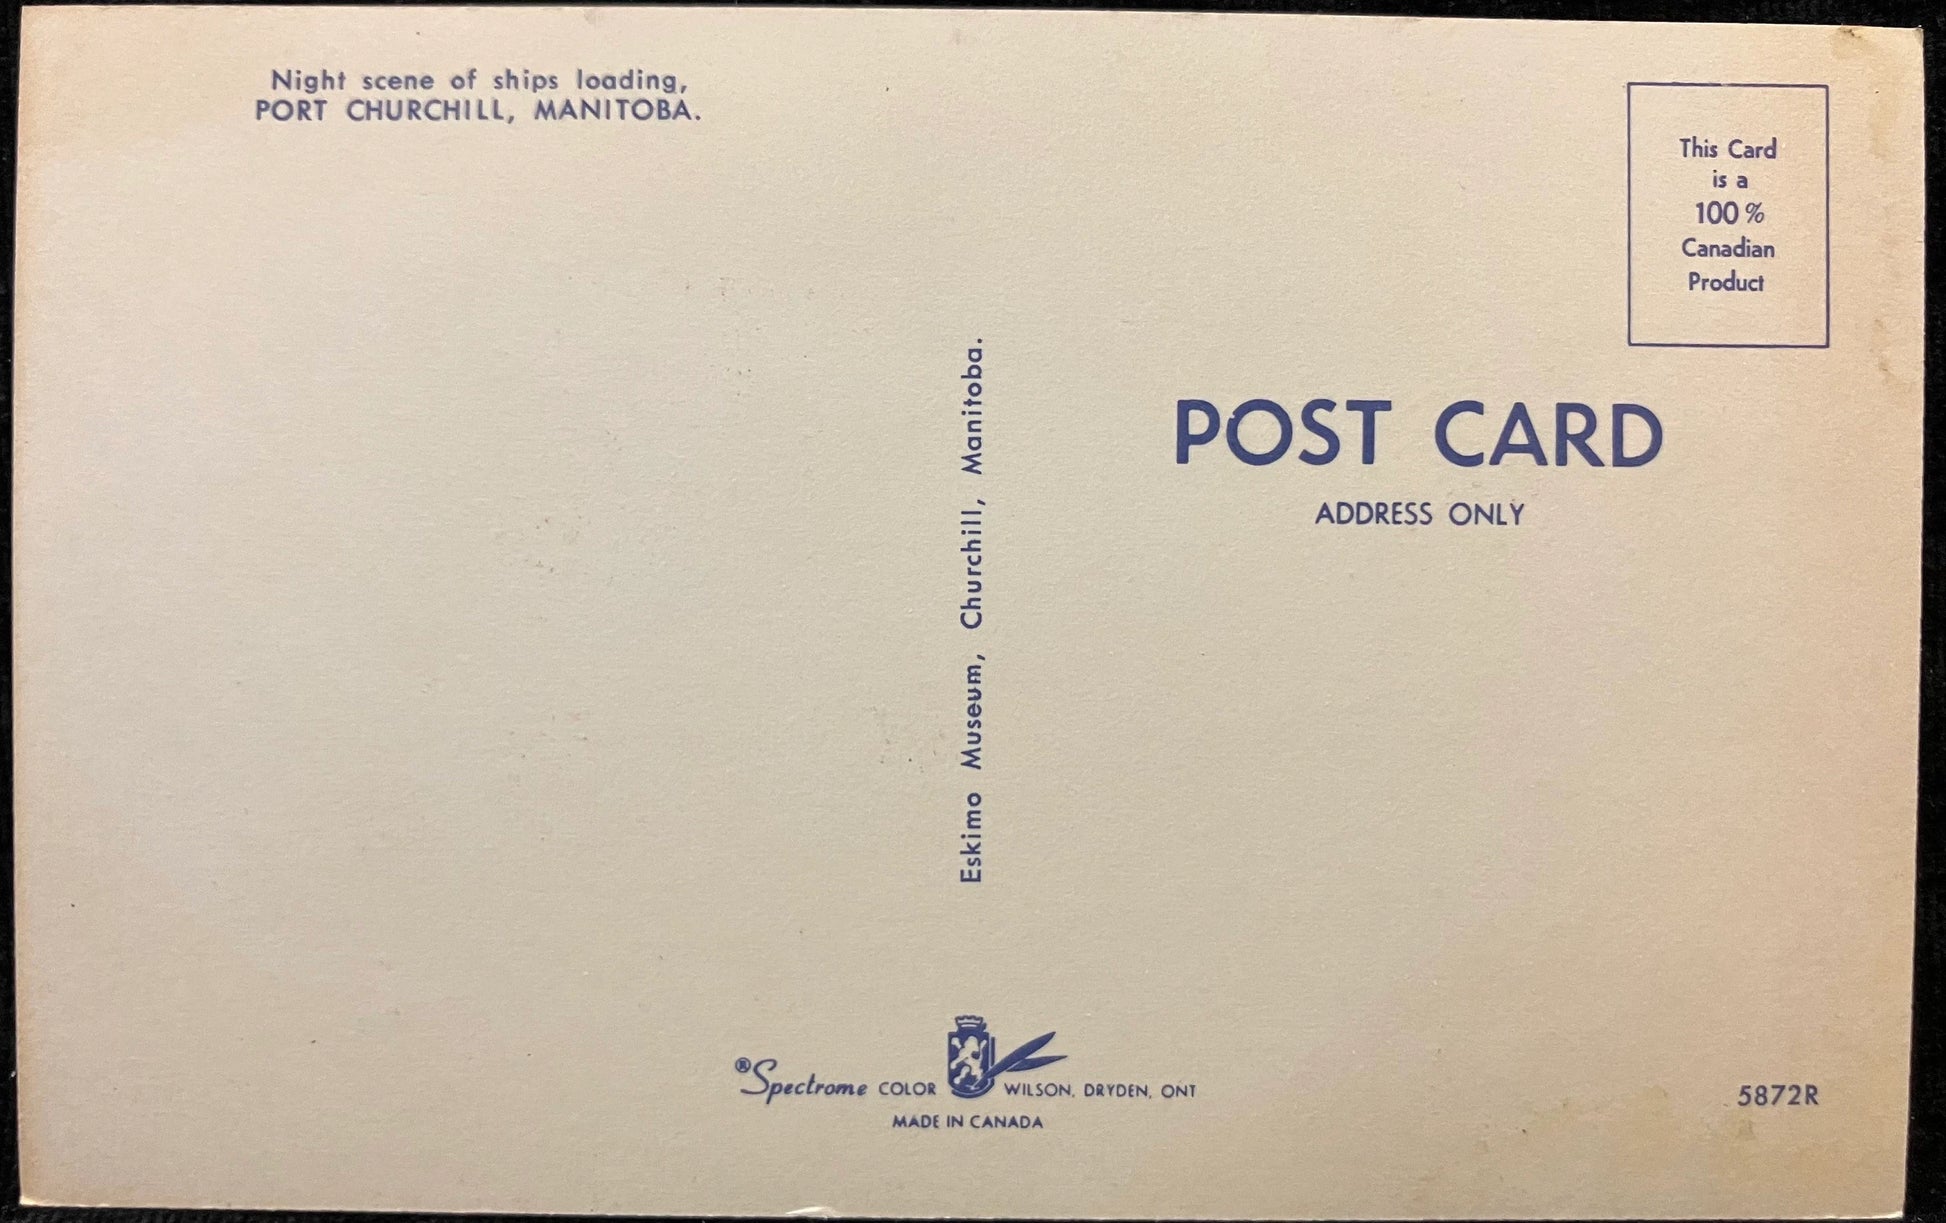 Night scene of ships loading,
PORT CHURCHILL, MANITOBA.
This Card
is a
100 %
Canadian
Product
POST CARD
ADDRESS ONLY
Eskimo Museum, Churchill, Manitoba.
®Spectrome COLOR WILSON, DRYDEN, ONT
MADE IN CANADA
5872R